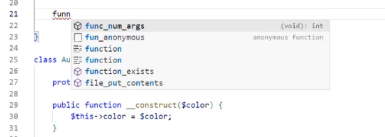 20
21 funn
22 func_num_args (void): int
23 } fun_anonymous anonymous function
24 function
25 class Au function
26 function_exists
27 prot file_put_contents
28
29 public function __construct($color) {
30 $this->color = $color;
31 }